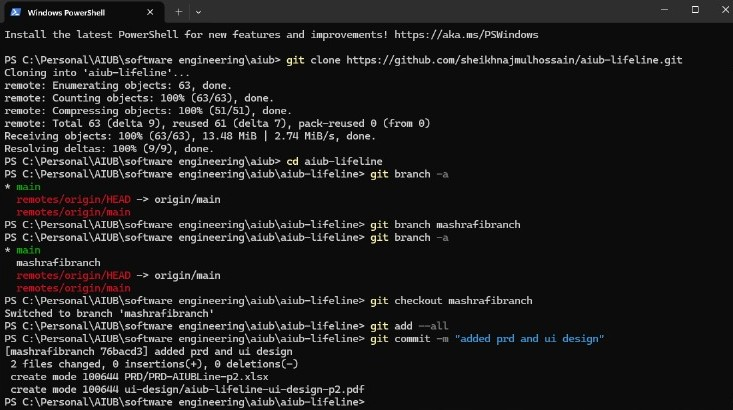 Windows PowerShell
Install the latest PowerShell for new features and improvements! https://aka.ms/PSWindows
PS C:\Personal\AIUB\software engineering\aiub> git clone https://github.com/sheikhnajmulhossain/aiub-lifeline.git
Cloning into 'aiub-lifeline'...
remote: Enumerating objects: 63, done.
remote: Counting objects: 100% (63/63), done.
remote: Compressing objects: 100% (51/51), done.
remote: Total 63 (delta 9), reused 61 (delta 7), pack-reused 0 (from 0)
Receiving objects: 100% (63/63), 13.48 MiB | 2.74 MiB/s, done.
Resolving deltas: 100% (9/9), done.
PS C:\Personal\AIUB\software engineering\aiub> cd aiub-lifeline
PS C:\Personal\AIUB\software engineering\aiub\aiub-lifeline> git branch -a
* main
  remotes/origin/HEAD -> origin/main
  remotes/origin/main
PS C:\Personal\AIUB\software engineering\aiub\aiub-lifeline> git branch mashrafibranch
PS C:\Personal\AIUB\software engineering\aiub\aiub-lifeline> git branch -a
* main
  mashrafibranch
  remotes/origin/HEAD -> origin/main
  remotes/origin/main
PS C:\Personal\AIUB\software engineering\aiub\aiub-lifeline> git checkout mashrafibranch
Switched to branch 'mashrafibranch'
PS C:\Personal\AIUB\software engineering\aiub\aiub-lifeline> git add --all
PS C:\Personal\AIUB\software engineering\aiub\aiub-lifeline> git commit -m "added prd and ui design"
[mashrafibranch 76bacd3] added prd and ui design
 2 files changed, 0 insertions(+), 0 deletions(-)
 create mode 100644 PRD/PRD-AIUBLine-p2.xlsx
 create mode 100644 ui-design/aiub-lifeline-ui-design-p2.pdf
PS C:\Personal\AIUB\software engineering\aiub\aiub-lifeline>